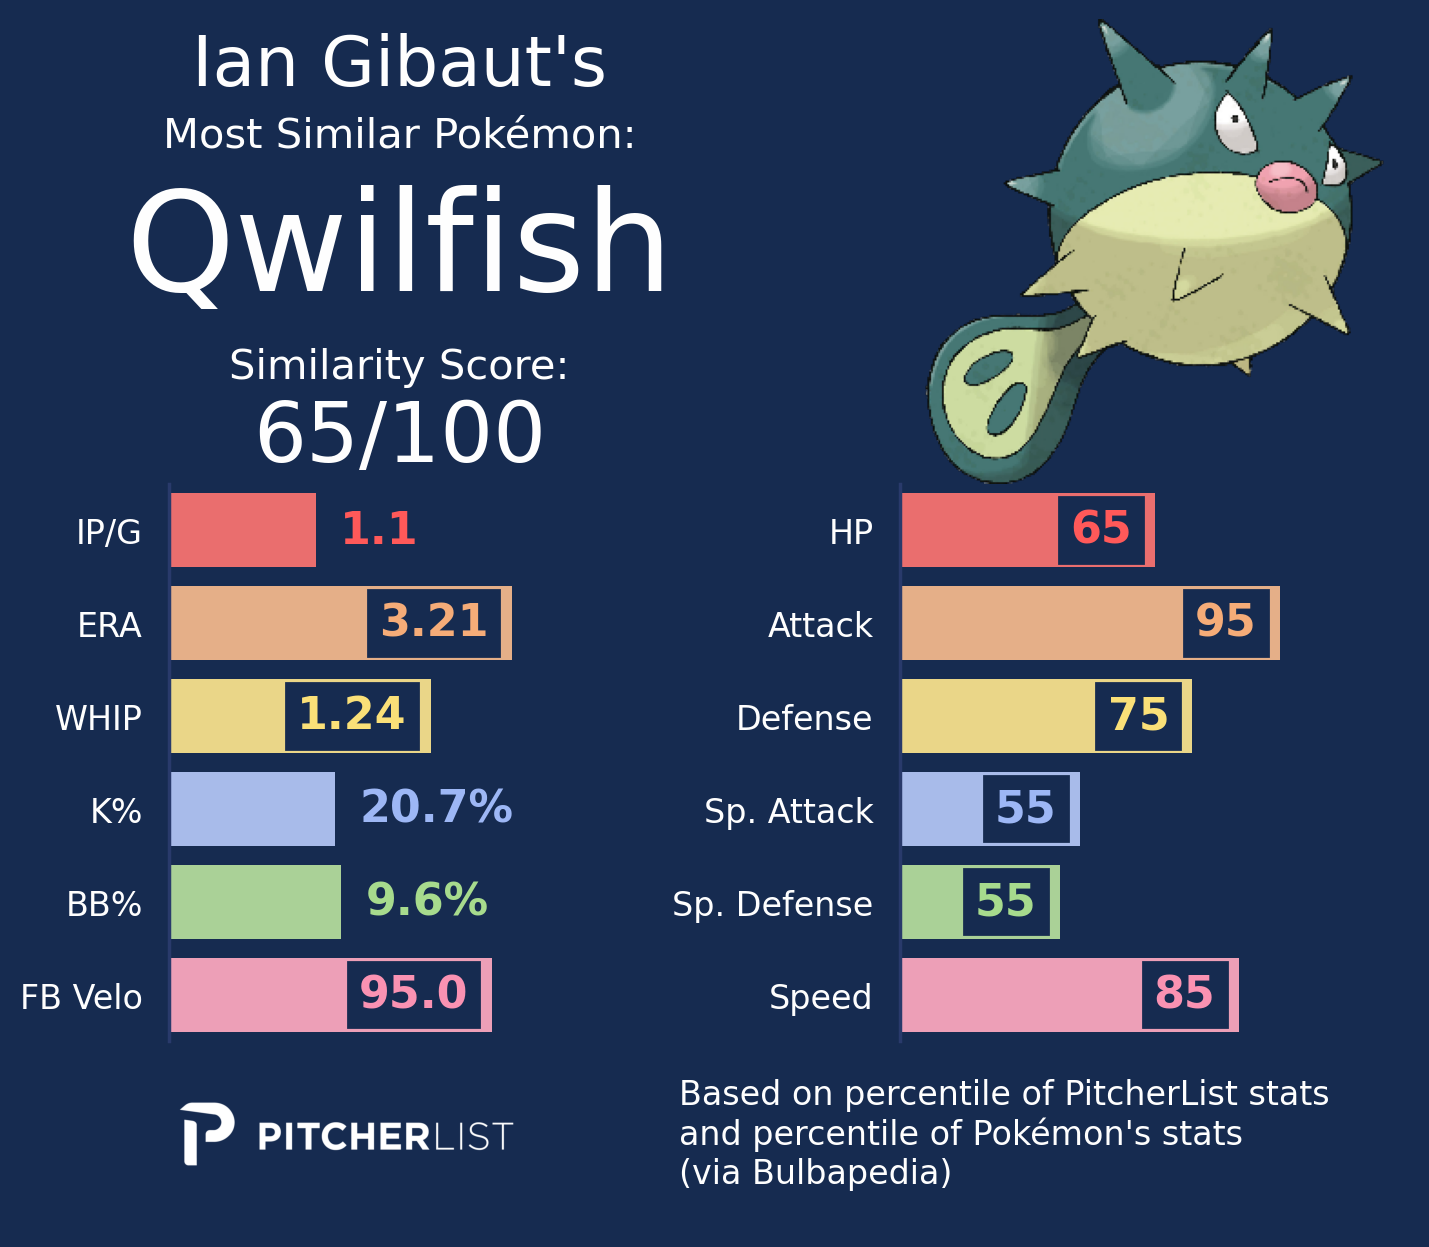 Ian Gibaut's
Most Similar Pokémon:
Qwilfish
Similarity Score:
65/100
IP/G 1.1
ERA 3.21
WHIP 1.24
K% 20.7%
BB% 9.6%
FB Velo 95.0
HP 65
Attack 95
Defense 75
Sp. Attack 55
Sp. Defense 55
Speed 85
PITCHERLIST
Based on percentile of PitcherList stats
and percentile of Pokémon's stats
(via Bulbapedia)